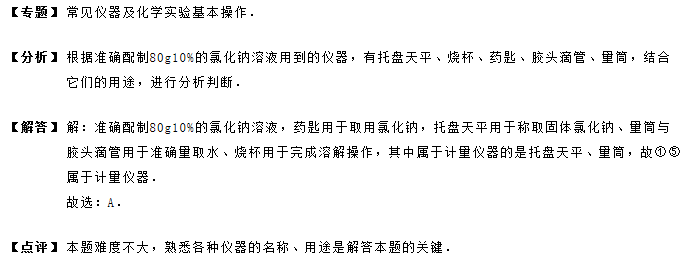 【专题】常见仪器及化学实验基本操作．
【分析】根据准确配制80g10%的氯化钠溶液用到的仪器，有托盘天平、烧杯、药匙、胶头滴管、量筒，结合
它们的用途，进行分析判断．
【解答】解：准确配制80g10%的氯化钠溶液，药匙用于取用氯化钠，托盘天平用于称取固体氯化钠、量筒与
胶头滴管用于准确量取水、烧杯用于完成溶解操作，其中属于计量仪器的是托盘天平、量筒，故①⑤
属于计量仪器．
故选：A．
【点评】本题难度不大，熟悉各种仪器的名称、用途是解答本题的关键．